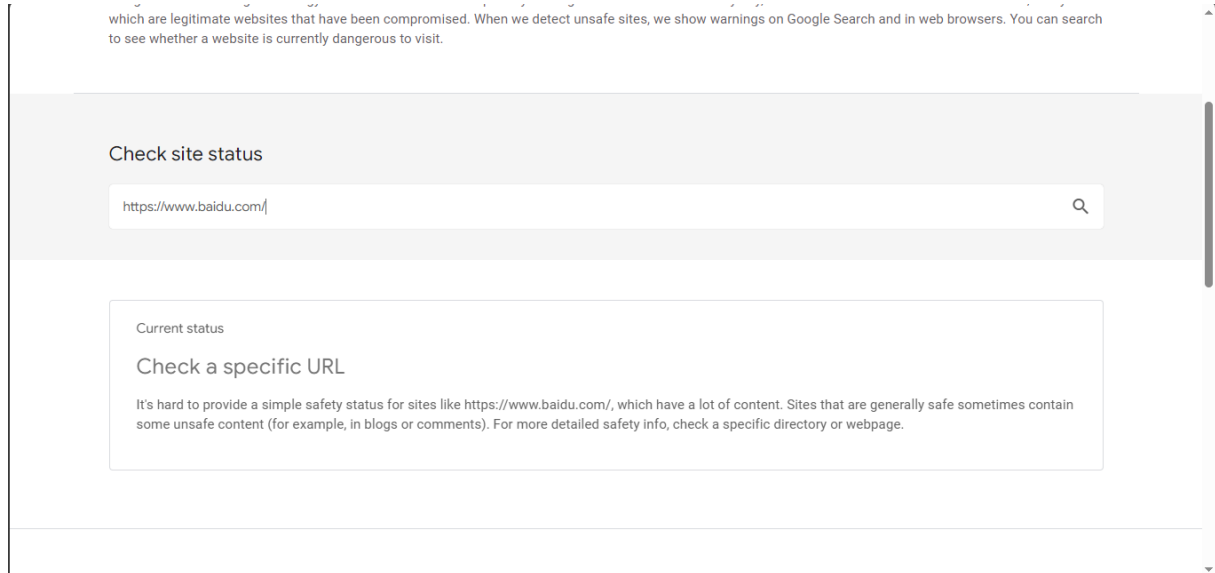 which are legitimate websites that have been compromised. When we detect unsafe sites, we show warnings on Google Search and in web browsers. You can search
to see whether a website is currently dangerous to visit.
Check site status
https://www.baidu.com/
Current status
Check a specific URL
It's hard to provide a simple safety status for sites like https://www.baidu.com/, which have a lot of content. Sites that are generally safe sometimes contain
some unsafe content (for example, in blogs or comments). For more detailed safety info, check a specific directory or webpage.